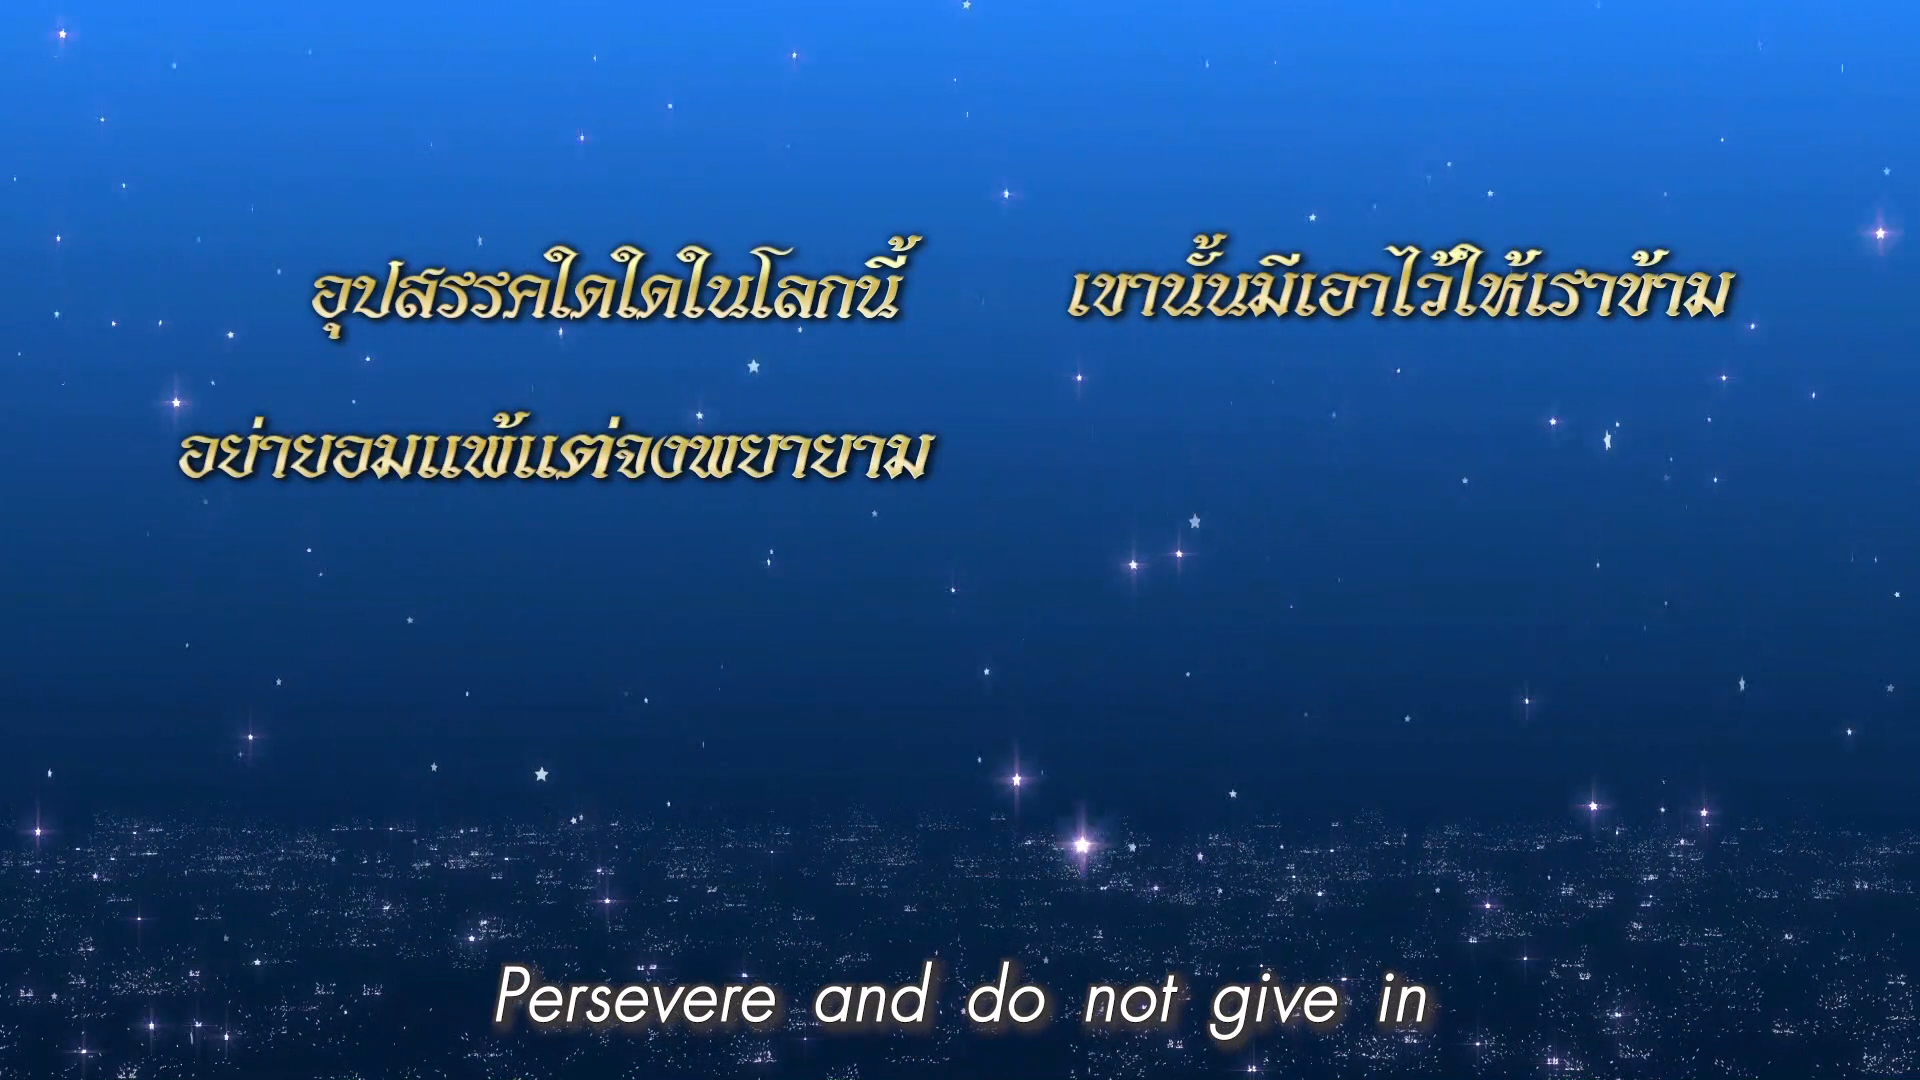 อุปสรรคใดใดในโลกนี้ เขานั้นมีเอาไว้ให้เราข้าม
อย่ายอมแพ้แต่จงพยายาม
Persevere and do not give in